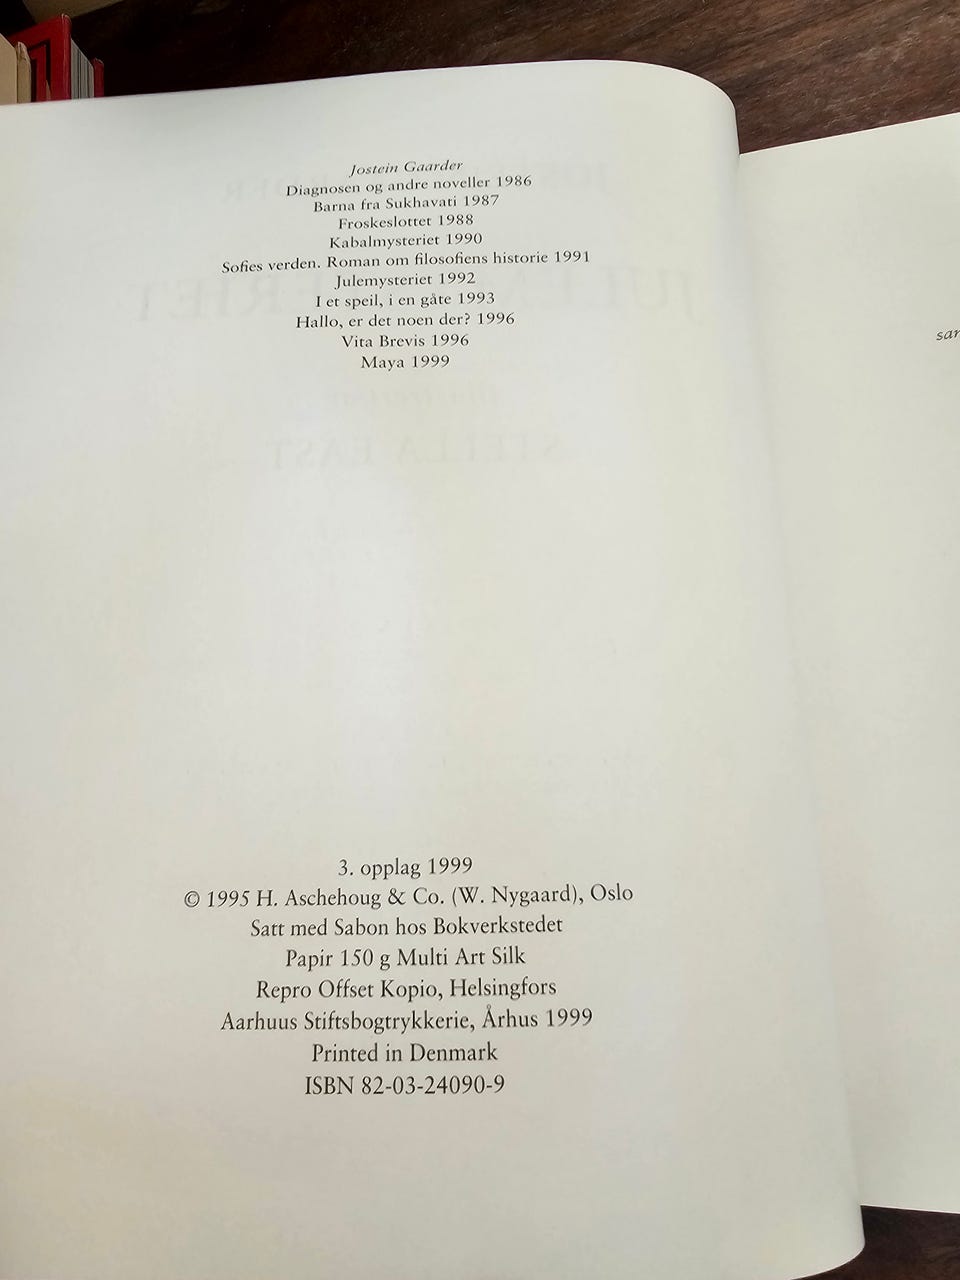 Jostein Gaarder
Diagnosen og andre noveller 1986
Barna fra Sukhavati 1987
Froskeslottet 1988
Kabalmysteriet 1990
Sofies verden. Roman om filosofiens historie 1991
Julemysteriet 1992
I et speil, i en gåte 1993
Hallo, er det noen der? 1996
Vita Brevis 1996
Maya 1999
3. opplag 1999
© 1995 H. Aschehoug & Co. (W. Nygaard), Oslo
Satt med Sabon hos Bokverkstedet
Papir 150 g Multi Art Silk
Repro Offset Kopio, Helsingfors
Aarhuus Stiftsbogtrykkerie, Århus 1999
Printed in Denmark
ISBN 82-03-24090-9